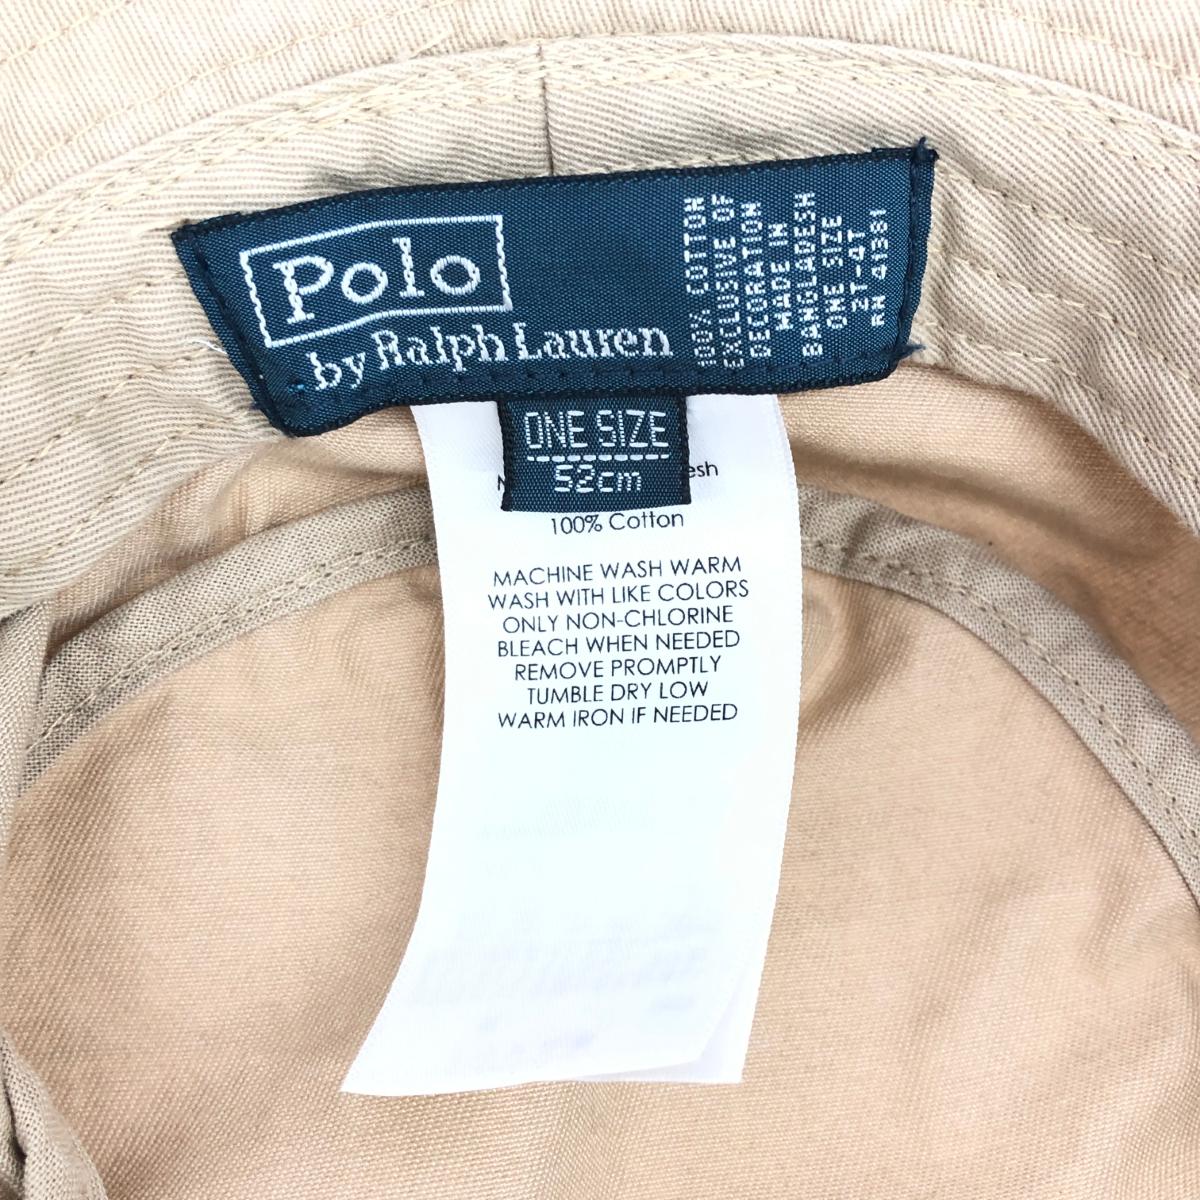 Polo
by Ralph Lauren
100% COTTON
EXCLUSIVE OF
DECORATION
MADE IN
BANGLADESH
ONE SIZE
2T-4T
RN 41381
ONE SIZE
52cm
100% Cotton
MACHINE WASH WARM
WASH WITH LIKE COLORS
ONLY NON-CHLORINE
BLEACH WHEN NEEDED
REMOVE PROMPTLY
TUMBLE DRY LOW
WARM IRON IF NEEDED